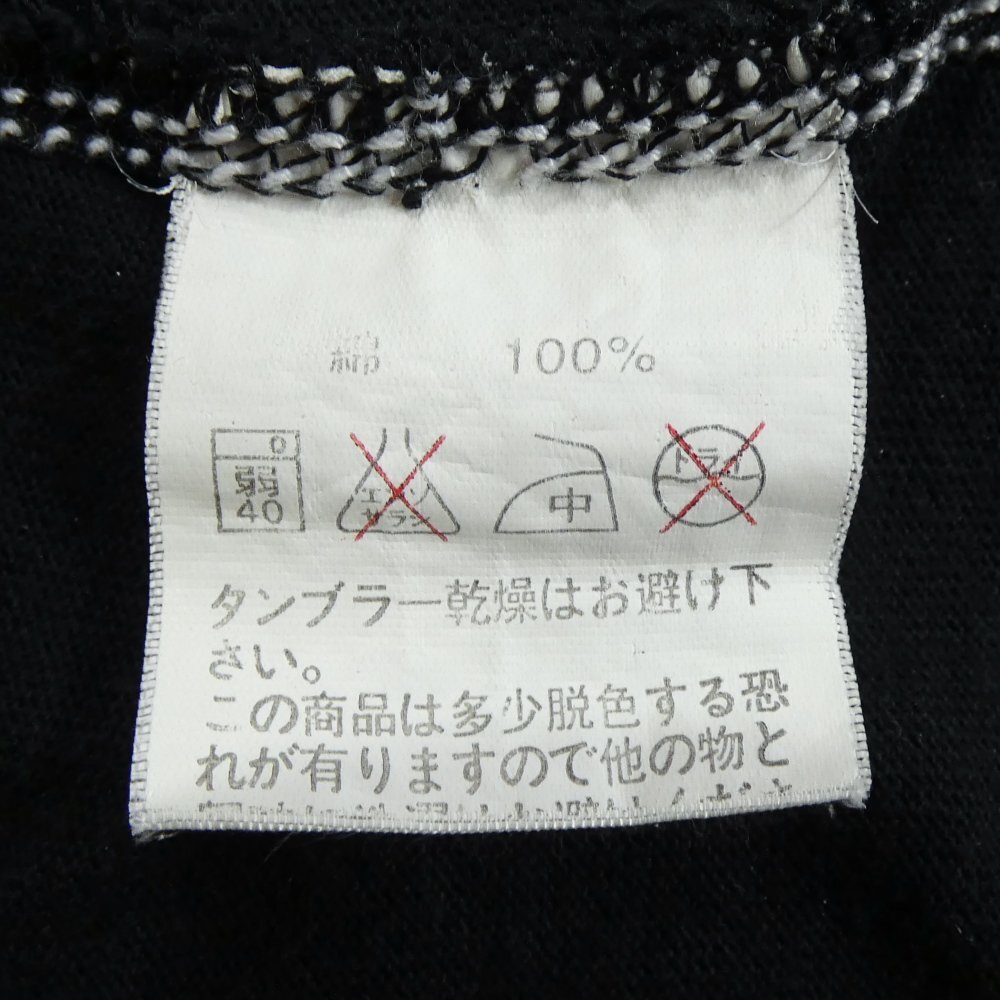 綿 100%
弱 40
エンソ サラシ
中
ドライ
タンブラー乾燥はお避け下
さい。
この商品は多少脱色する恐
れが有りますので他の物と